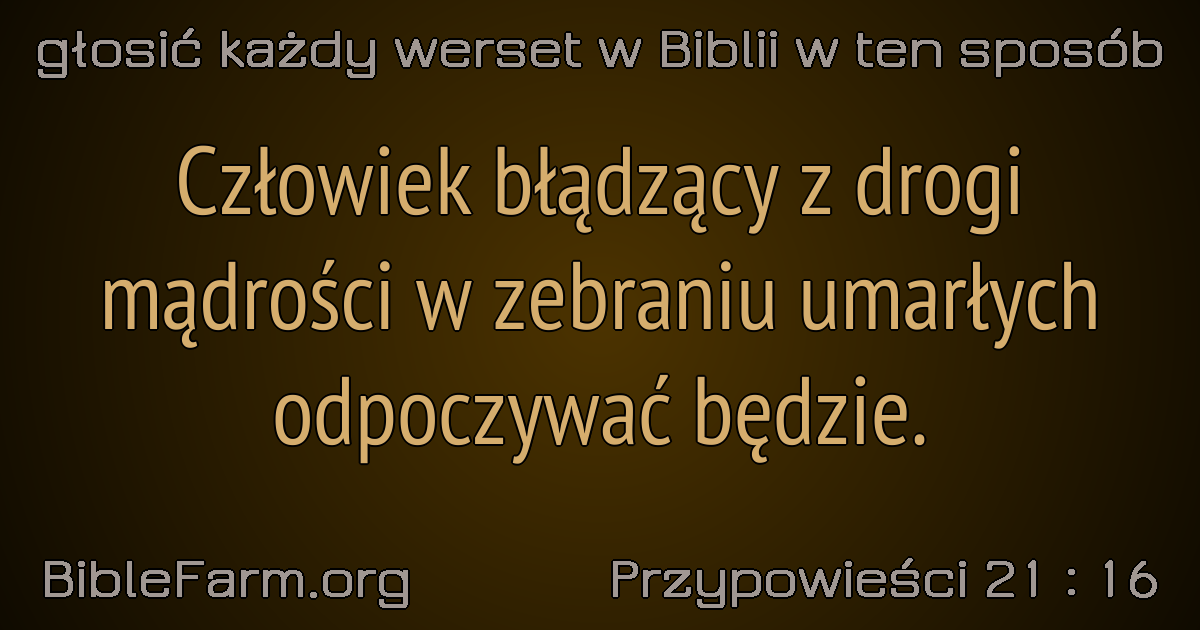 głosić każdy werset w Biblii w ten sposób
Człowiek błądzący z drogi
mądrości w zebraniu umarłych
odpoczywać będzie.
BibleFarm.org
Przypowieści 21 : 16